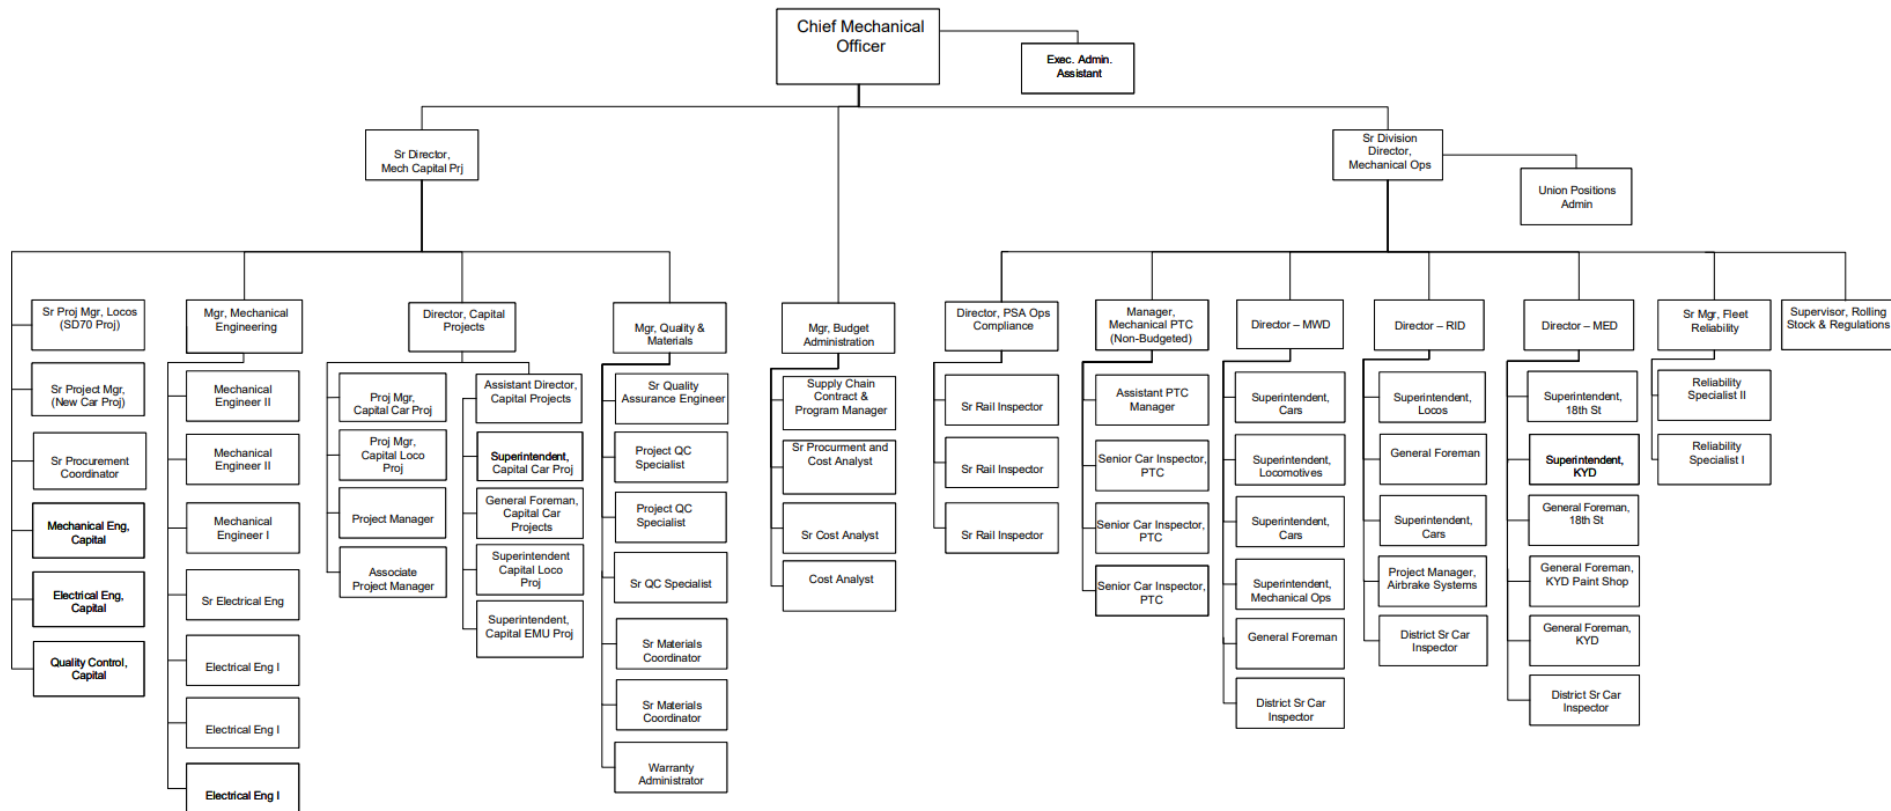 Chief Mechanical
Officer
Exec. Admin.
Assistant
Sr Director,
Mech Capital Prj
Sr Division
Director,
Mechanical Ops
Union Positions
Admin
Sr Proj Mgr, Locos
(SD70 Proj)
Sr Project Mgr,
(New Car Proj)
Sr Procurement
Coordinator
Mechanical Eng,
Capital
Electrical Eng,
Capital
Quality Control,
Capital
Mgr, Mechanical
Engineering
Mechanical
Engineer II
Mechanical
Engineer II
Mechanical
Engineer I
Sr Electrical Eng
Electrical Eng I
Electrical Eng I
Electrical Eng I
Director, Capital
Projects
Proj Mgr,
Capital Car Proj
Proj Mgr,
Capital Loco
Proj
Project Manager
Associate
Project Manager
Assistant Director,
Capital Projects
Superintendent,
Capital Car Proj
General Foreman,
Capital Car
Projects
Superintendent
Capital Loco
Proj
Superintendent,
Capital EMU Proj
Mgr, Quality &
Materials
Sr Quality
Assurance Engineer
Project QC
Specialist
Project QC
Specialist
Sr QC Specialist
Sr Materials
Coordinator
Sr Materials
Coordinator
Warranty
Administrator
Mgr, Budget
Administration
Supply Chain
Contract &
Program Manager
Sr Procurment and
Cost Analyst
Sr Cost Analyst
Cost Analyst
Director, PSA Ops
Compliance
Sr Rail Inspector
Sr Rail Inspector
Sr Rail Inspector
Manager,
Mechanical PTC
(Non-Budgeted)
Assistant PTC
Manager
Senior Car Inspector,
PTC
Senior Car Inspector,
PTC
Senior Car Inspector,
PTC
Director – MWD
Superintendent,
Cars
Superintendent,
Locomotives
Superintendent,
Cars
Superintendent,
Mechanical Ops
General Foreman
District Sr Car
Inspector
Director – RID
Superintendent,
Locos
General Foreman
Superintendent,
Cars
Project Manager,
Airbrake Systems
District Sr Car
Inspector
Director – MED
Superintendent,
18th St
Superintendent,
KYD
General Foreman,
18th St
General Foreman,
KYD Paint Shop
General Foreman,
KYD
District Sr Car
Inspector
Sr Mgr, Fleet
Reliability
Reliability
Specialist II
Reliability
Specialist I
Supervisor, Rolling
Stock & Regulations